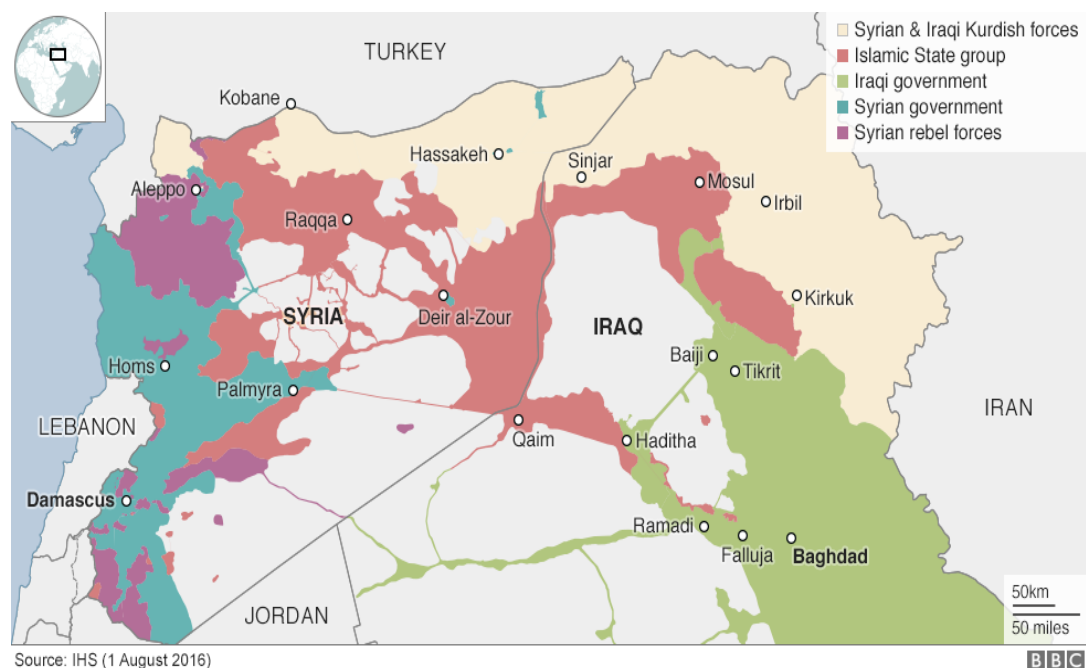 TURKEY
Syrian & Iraqi Kurdish forces
Islamic State group
Iraqi government
Syrian government
Syrian rebel forces
Kobane
Hassakeh
Sinjar
Mosul
Aleppo
Irbil
Raqqa
Kirkuk
SYRIA
Deir al-Zour
IRAQ
Baiji
Homs
Tikrit
Palmyra
LEBANON
IRAN
Qaim
Haditha
Damascus
Ramadi
Falluja
Baghdad
JORDAN
50km
50 miles
Source: IHS (1 August 2016)
BBC